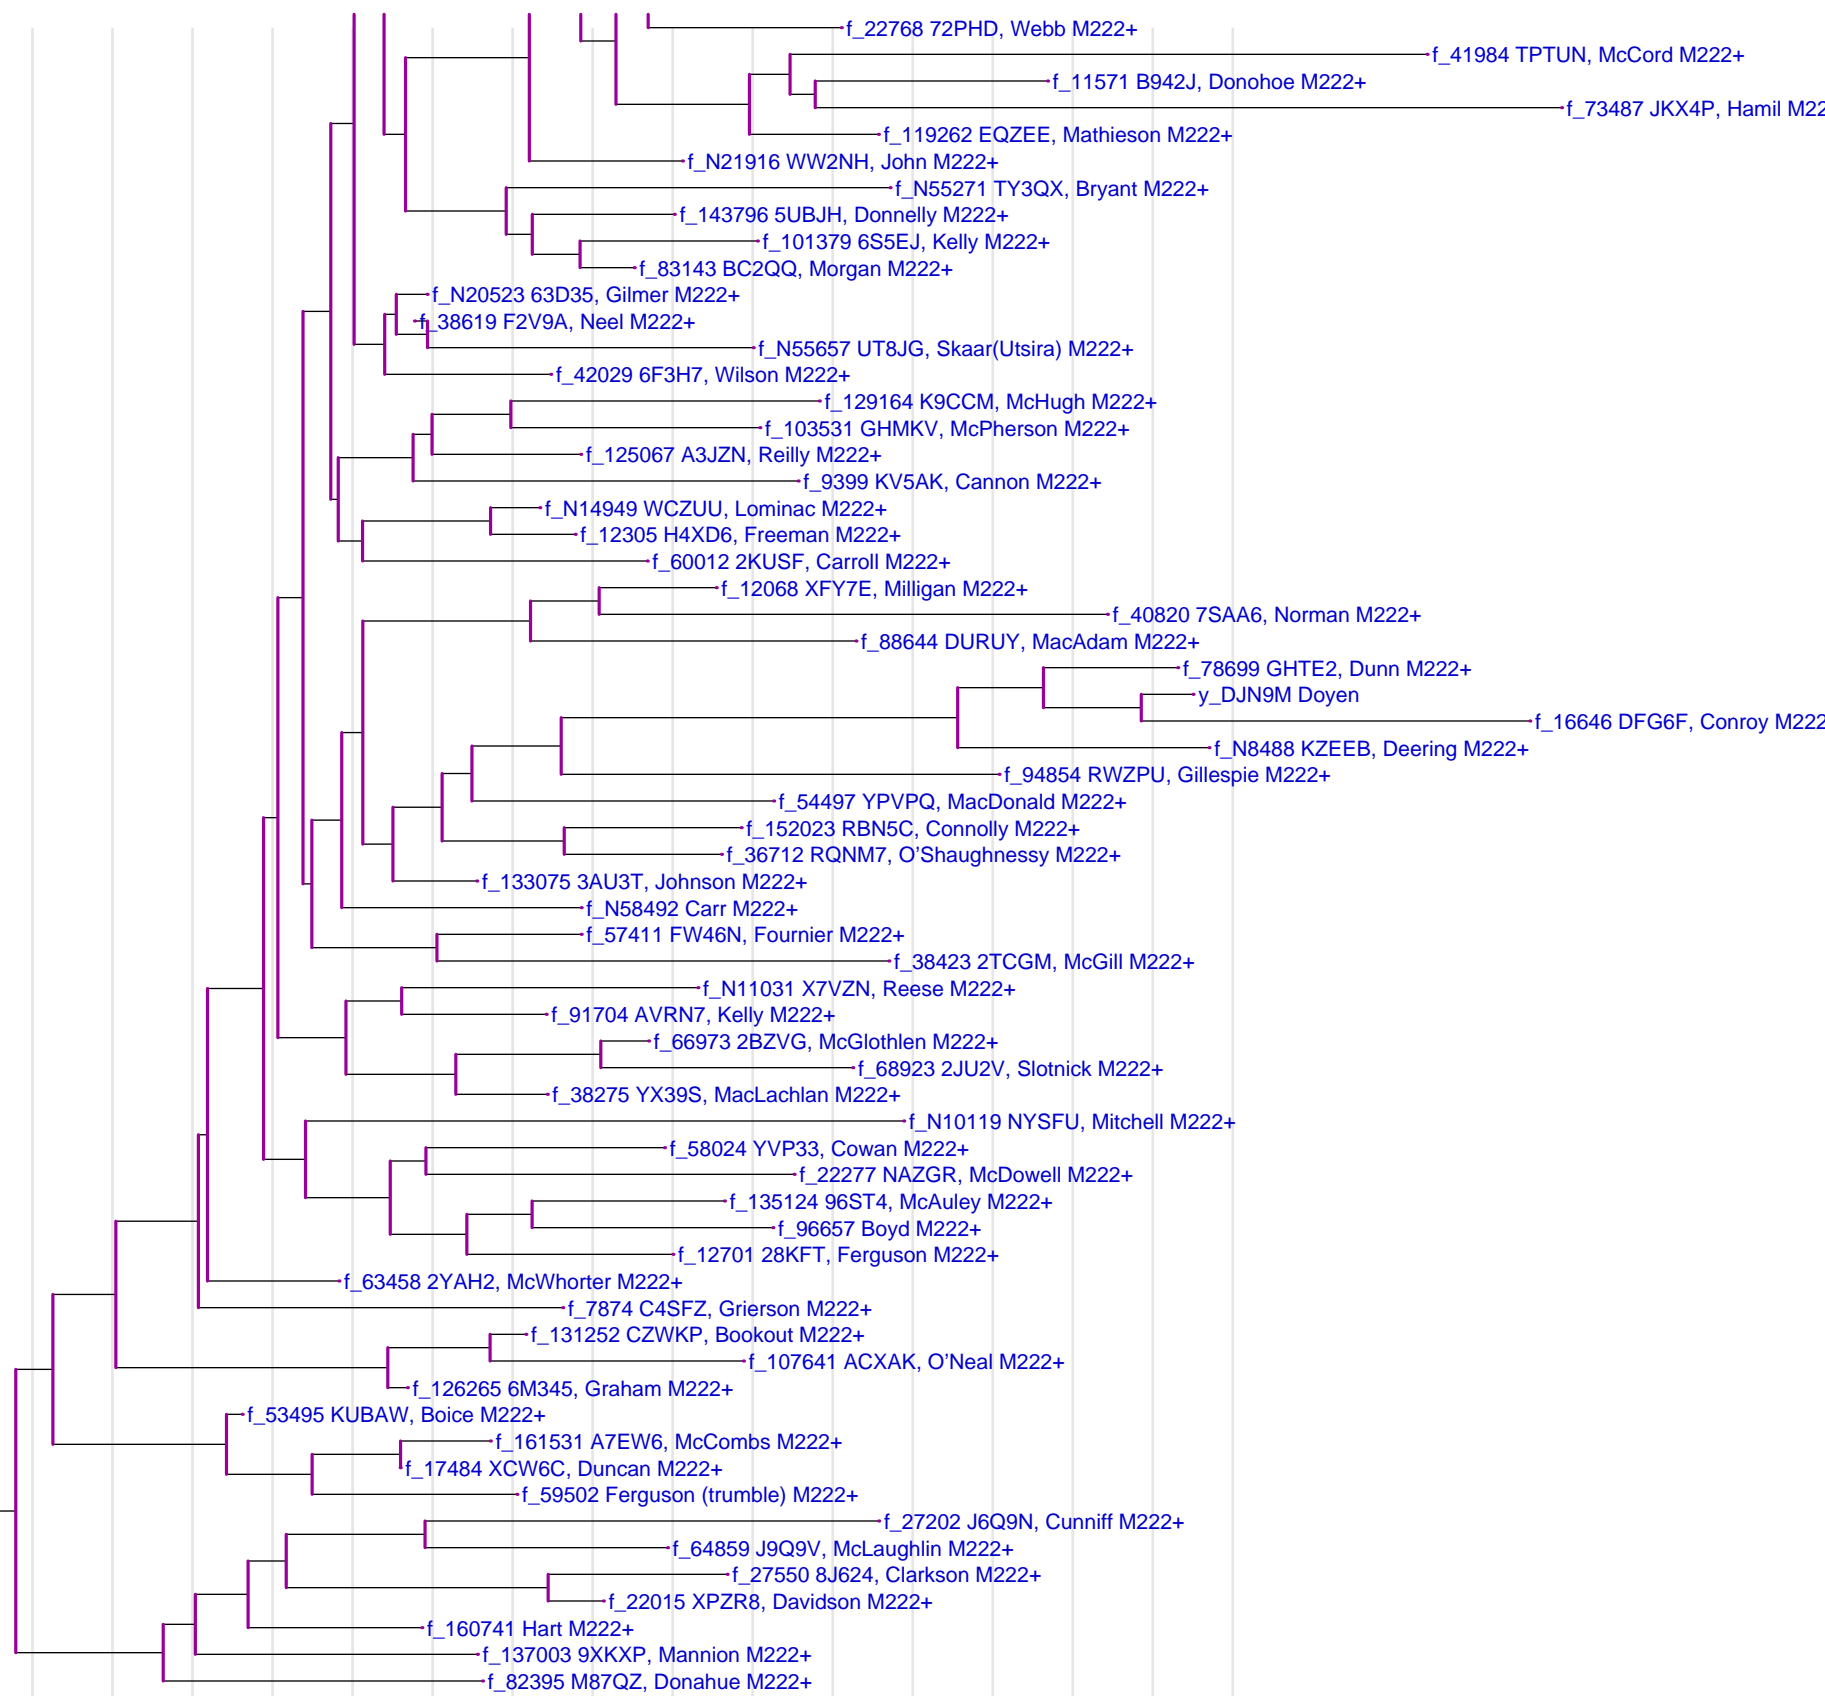 f_22768 72PHD, Webb M222+
f_41984 TPTUN, McCord M222+
f_11571 B942J, Donohoe M222+
f_73487 JKX4P, Hamil M22
f_119262 EQZEE, Mathieson M222+
f_N21916 WW2NH, John M222+
f_N55271 TY3QX, Bryant M222+
f_143796 5UBJH, Donnelly M222+
f_101379 6S5EJ, Kelly M222+
f_83143 BC2QQ, Morgan M222+
f_N20523 63D35, Gilmer M222+
f_38619 F2V9A, Neel M222+
f_N55657 UT8JG, Skaar(Utsira) M222+
f_42029 6F3H7, Wilson M222+
f_129164 K9CCM, McHugh M222+
f_103531 GHMKV, McPherson M222+
f_125067 A3JZN, Reilly M222+
f_9399 KV5AK, Cannon M222+
f_N14949 WCZUU, Lominac M222+
f_12305 H4XD6, Freeman M222+
f_60012 2KUSF, Carroll M222+
f_12068 XFY7E, Milligan M222+
f_40820 7SAA6, Norman M222+
f_88644 DURUY, MacAdam M222+
f_78699 GHTE2, Dunn M222+
y_DJN9M Doyen
f_16646 DFG6F, Conroy M222
f_N8488 KZEEB, Deering M222+
f_94854 RWZPU, Gillespie M222+
f_54497 YPVPQ, MacDonald M222+
f_152023 RBN5C, Connolly M222+
f_36712 RQNM7, O'Shaughnessy M222+
f_133075 3AU3T, Johnson M222+
f_N58492 Carr M222+
f_57411 FW46N, Fournier M222+
f_38423 2TCGM, McGill M222+
f_N11031 X7VZN, Reese M222+
f_91704 AVRN7, Kelly M222+
f_66973 2BZVG, McGlothlen M222+
f_68923 2JU2V, Slotnick M222+
f_38275 YX39S, MacLachlan M222+
f_N10119 NYSFU, Mitchell M222+
f_58024 YVP33, Cowan M222+
f_22277 NAZGR, McDowell M222+
f_135124 96ST4, McAuley M222+
f_96657 Boyd M222+
f_12701 28KFT, Ferguson M222+
f_63458 2YAH2, McWhorter M222+
f_7874 C4SFZ, Grierson M222+
f_131252 CZWKP, Bookout M222+
f_107641 ACXAK, O'Neal M222+
f_126265 6M345, Graham M222+
f_53495 KUBAW, Boice M222+
f_161531 A7EW6, McCombs M222+
f_17484 XCW6C, Duncan M222+
f_59502 Ferguson (trumble) M222+
f_27202 J6Q9N, Cunniff M222+
f_64859 J9Q9V, McLaughlin M222+
f_27550 8J624, Clarkson M222+
f_22015 XPZR8, Davidson M222+
f_160741 Hart M222+
f_137003 9XKXP, Mannion M222+
f_82395 M87QZ, Donahue M222+